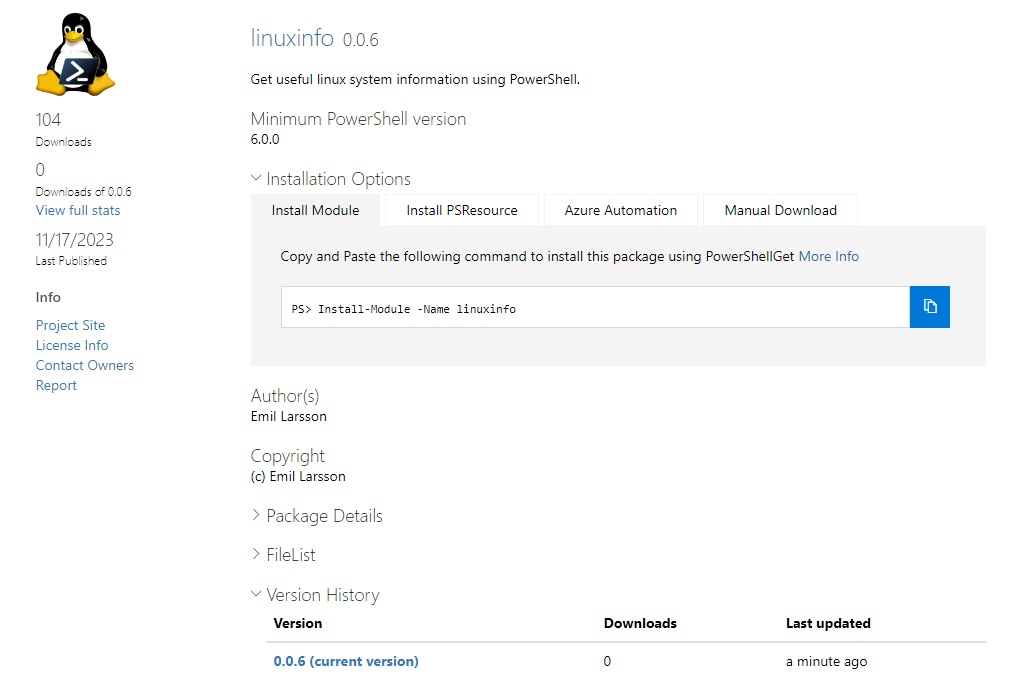 linuxinfo 0.0.6
Get useful linux system information using PowerShell.
104
Downloads
0
Downloads of 0.0.6
View full stats
11/17/2023
Last Published
Info
Project Site
License Info
Contact Owners
Report
Minimum PowerShell version
6.0.0
Installation Options
Install Module Install PSResource Azure Automation Manual Download
Copy and Paste the following command to install this package using PowerShellGet More Info
PS> Install-Module -Name linuxinfo
Author(s)
Emil Larsson
Copyright
(c) Emil Larsson
Package Details
FileList
Version History
Version Downloads Last updated
0.0.6 (current version) 0 a minute ago